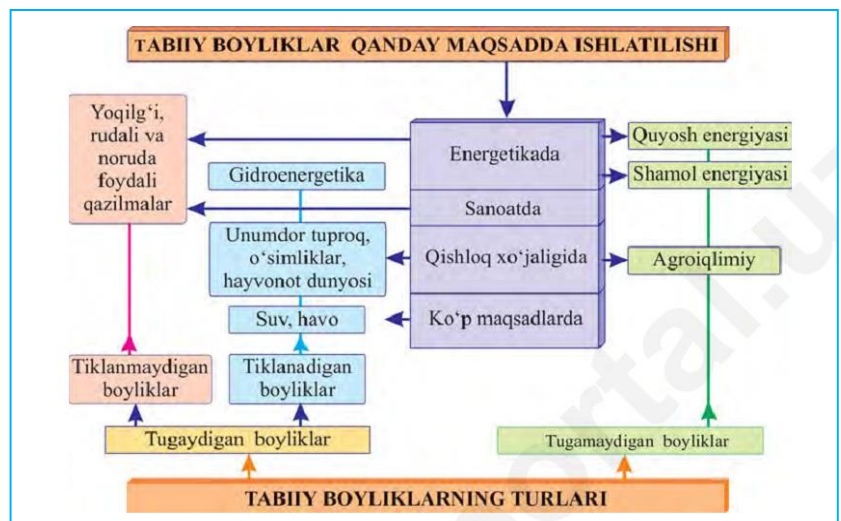 TABIIY BOYLIKLAR QANDAY MAQSADDA ISHLATILISHI
Yoqilg‘i,
rudali va
noruda
foydali
qazilmalar
Gidroenergetika
Unumdor tuproq,
o‘simliklar,
hayvonot dunyosi
Suv, havo
Energetikada
Sanoatda
Qishloq xo‘jaligida
Ko‘p maqsadlarda
Quyosh energiyasi
Shamol energiyasi
Agroiqlimiy
Tiklanmaydigan
boyliklar
Tiklanadigan
boyliklar
Tugaydigan boyliklar
Tugamaydigan boyliklar
TABIIY BOYLIKLARNING TURLARI
portal.uz